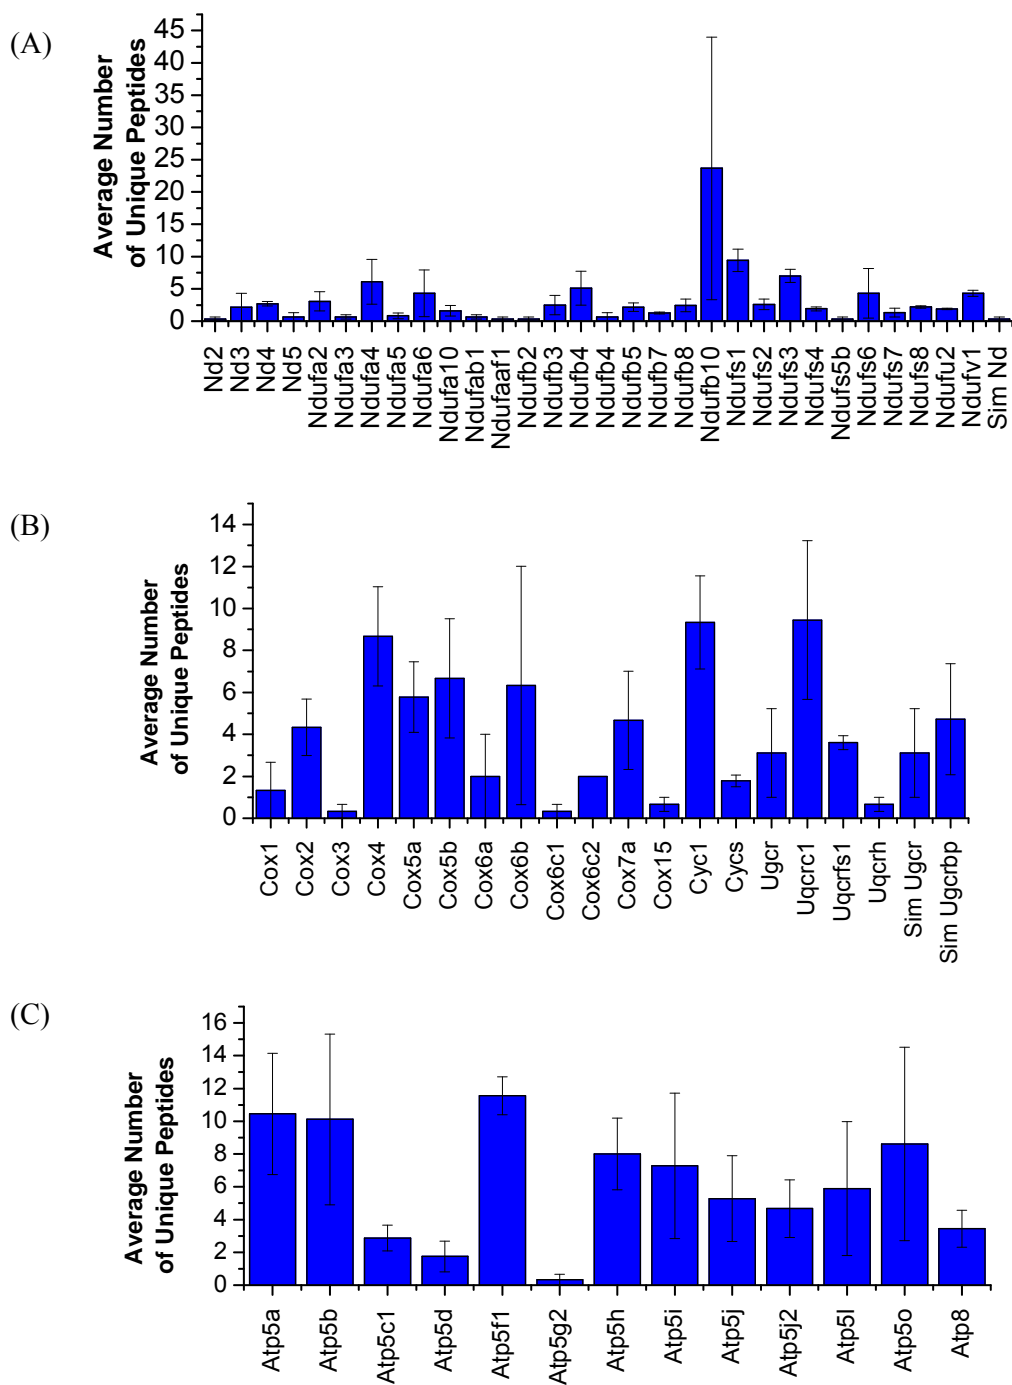 (A)
Average Number
of Unique Peptides
45
40
35
30
25
20
15
10
5
0
Nd2
Nd3
Nd4
Nd5
Ndufa2
Ndufa3
Ndufa4
Ndufa5
Ndufa6
Ndufa10
Ndufab1
Ndufaaf1
Ndufb2
Ndufb3
Ndufb4
Ndufb4
Ndufb5
Ndufb7
Ndufb8
Ndufb10
Ndufs1
Ndufs2
Ndufs3
Ndufs4
Ndufs5b
Ndufs6
Ndufs7
Ndufs8
Ndufu2
Ndufv1
Sim Nd
(B)
Average Number
of Unique Peptides
14
12
10
8
6
4
2
0
Cox1
Cox2
Cox3
Cox4
Cox5a
Cox5b
Cox6a
Cox6b
Cox6c1
Cox6c2
Cox7a
Cox15
Cyc1
Cycs
Ugcr
Uqcrc1
Uqcrfs1
Uqcrh
Sim Ugcr
Sim Ugcrbp
(C)
Average Number
of Unique Peptides
16
14
12
10
8
6
4
2
0
Atp5a
Atp5b
Atp5c1
Atp5d
Atp5f1
Atp5g2
Atp5h
Atp5i
Atp5j
Atp5j2
Atp5l
Atp5o
Atp8